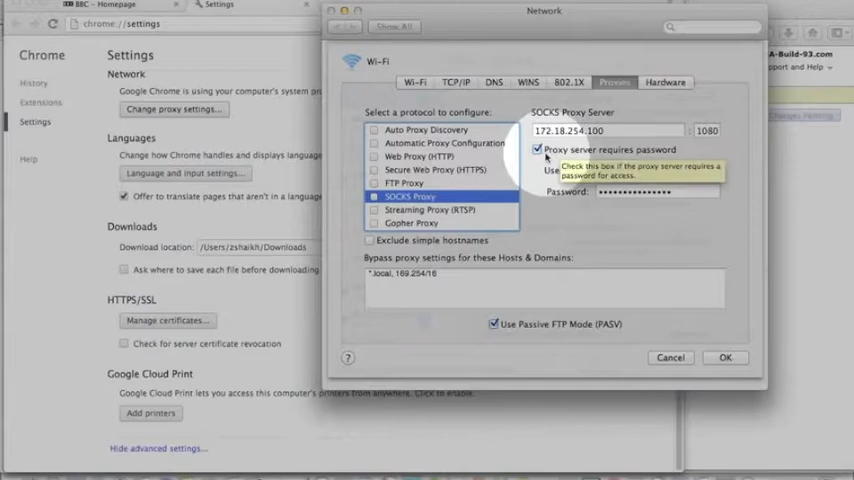 BBC - Homepage
Settings
chrome://settings
Chrome
History
Extensions
Settings
Help
Settings
Network
Google Chrome is using your computer's system
Change proxy settings...
Languages
Change how Chrome handles and displays
Language and input settings...
Offer to translate pages that aren't in a
Downloads
Download location: /Users/zshaikh/Downloads
Ask where to save each file before downloading
HTTPS/SSL
Manage certificates...
Check for server certificate revocation
Google Cloud Print
Google Cloud Print lets you access this computer's printers from anywhere. Click to enable.
Add printers
Hide advanced settings...
Network
Show All
Wi-Fi
Wi-Fi TCP/IP DNS WINS 802.1X Proxies Hardware
Select a protocol to configure:
Auto Proxy Discovery
Automatic Proxy Configuration
Web Proxy (HTTP)
Secure Web Proxy (HTTPS)
FTP Proxy
SOCKS Proxy
Streaming Proxy (RTSP)
Gopher Proxy
Exclude simple hostnames
SOCKS Proxy Server
172.18.254.100 : 1080
Proxy server requires password
Check this box if the proxy server requires a
password for access.
Password:
Bypass proxy settings for these Hosts & Domains:
*.local, 169.254/16
Use Passive FTP Mode (PASV)
?
Cancel
OK
A-Build-93.com
Support and Help
Changes Pending